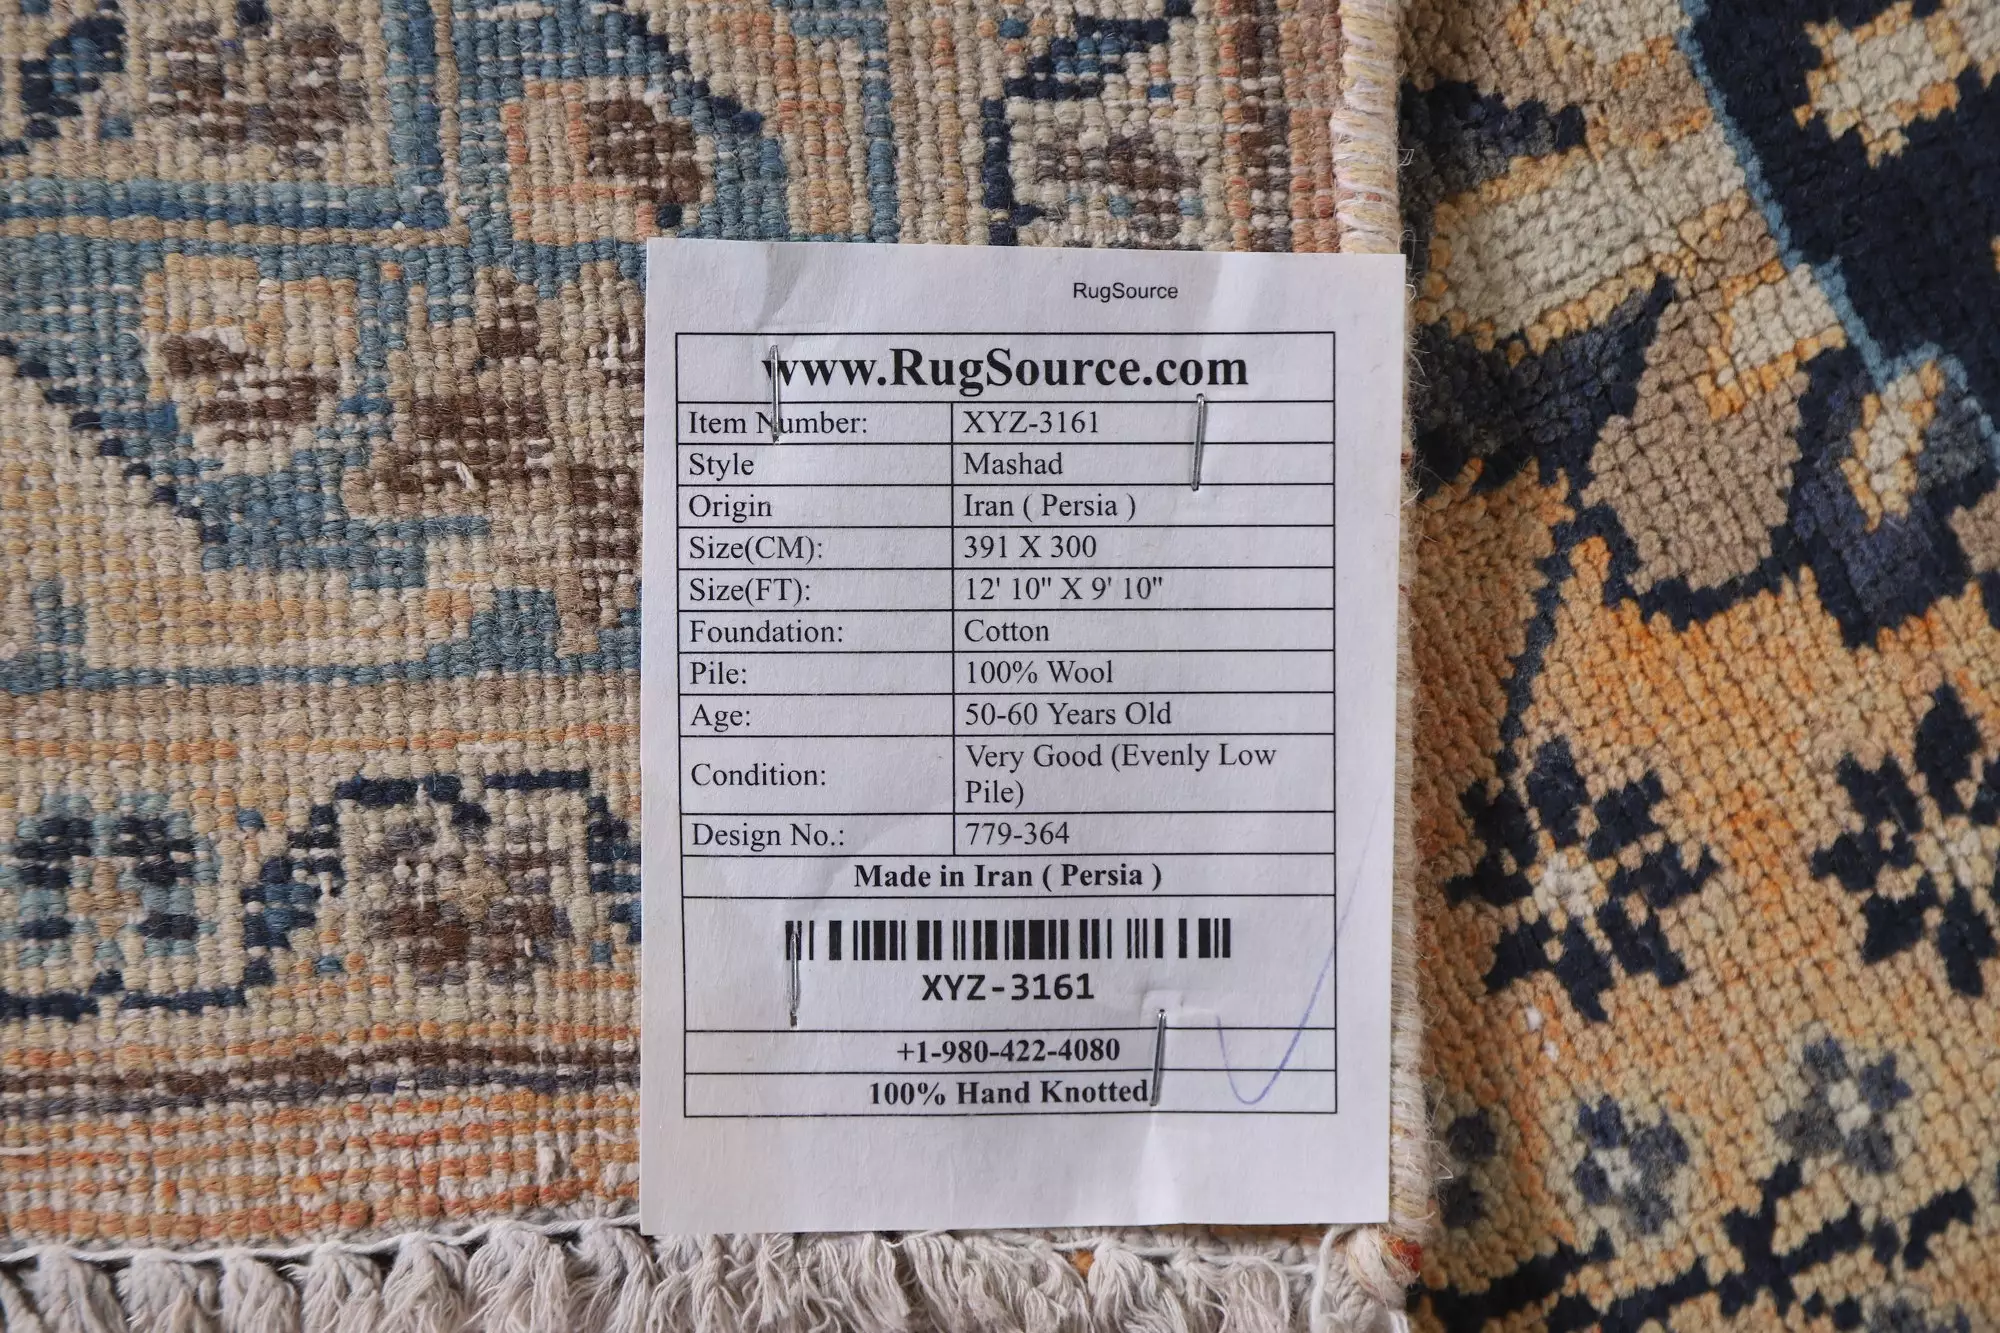 RugSource
www.RugSource.com
Item Number: XYZ-3161
Style Mashad
Origin Iran ( Persia )
Size(CM): 391 X 300
Size(FT): 12' 10" X 9' 10"
Foundation: Cotton
Pile: 100% Wool
Age: 50-60 Years Old
Condition: Very Good (Evenly Low
Pile)
Design No.: 779-364
Made in Iran ( Persia )
XYZ-3161
+1-980-422-4080
100% Hand Knotted